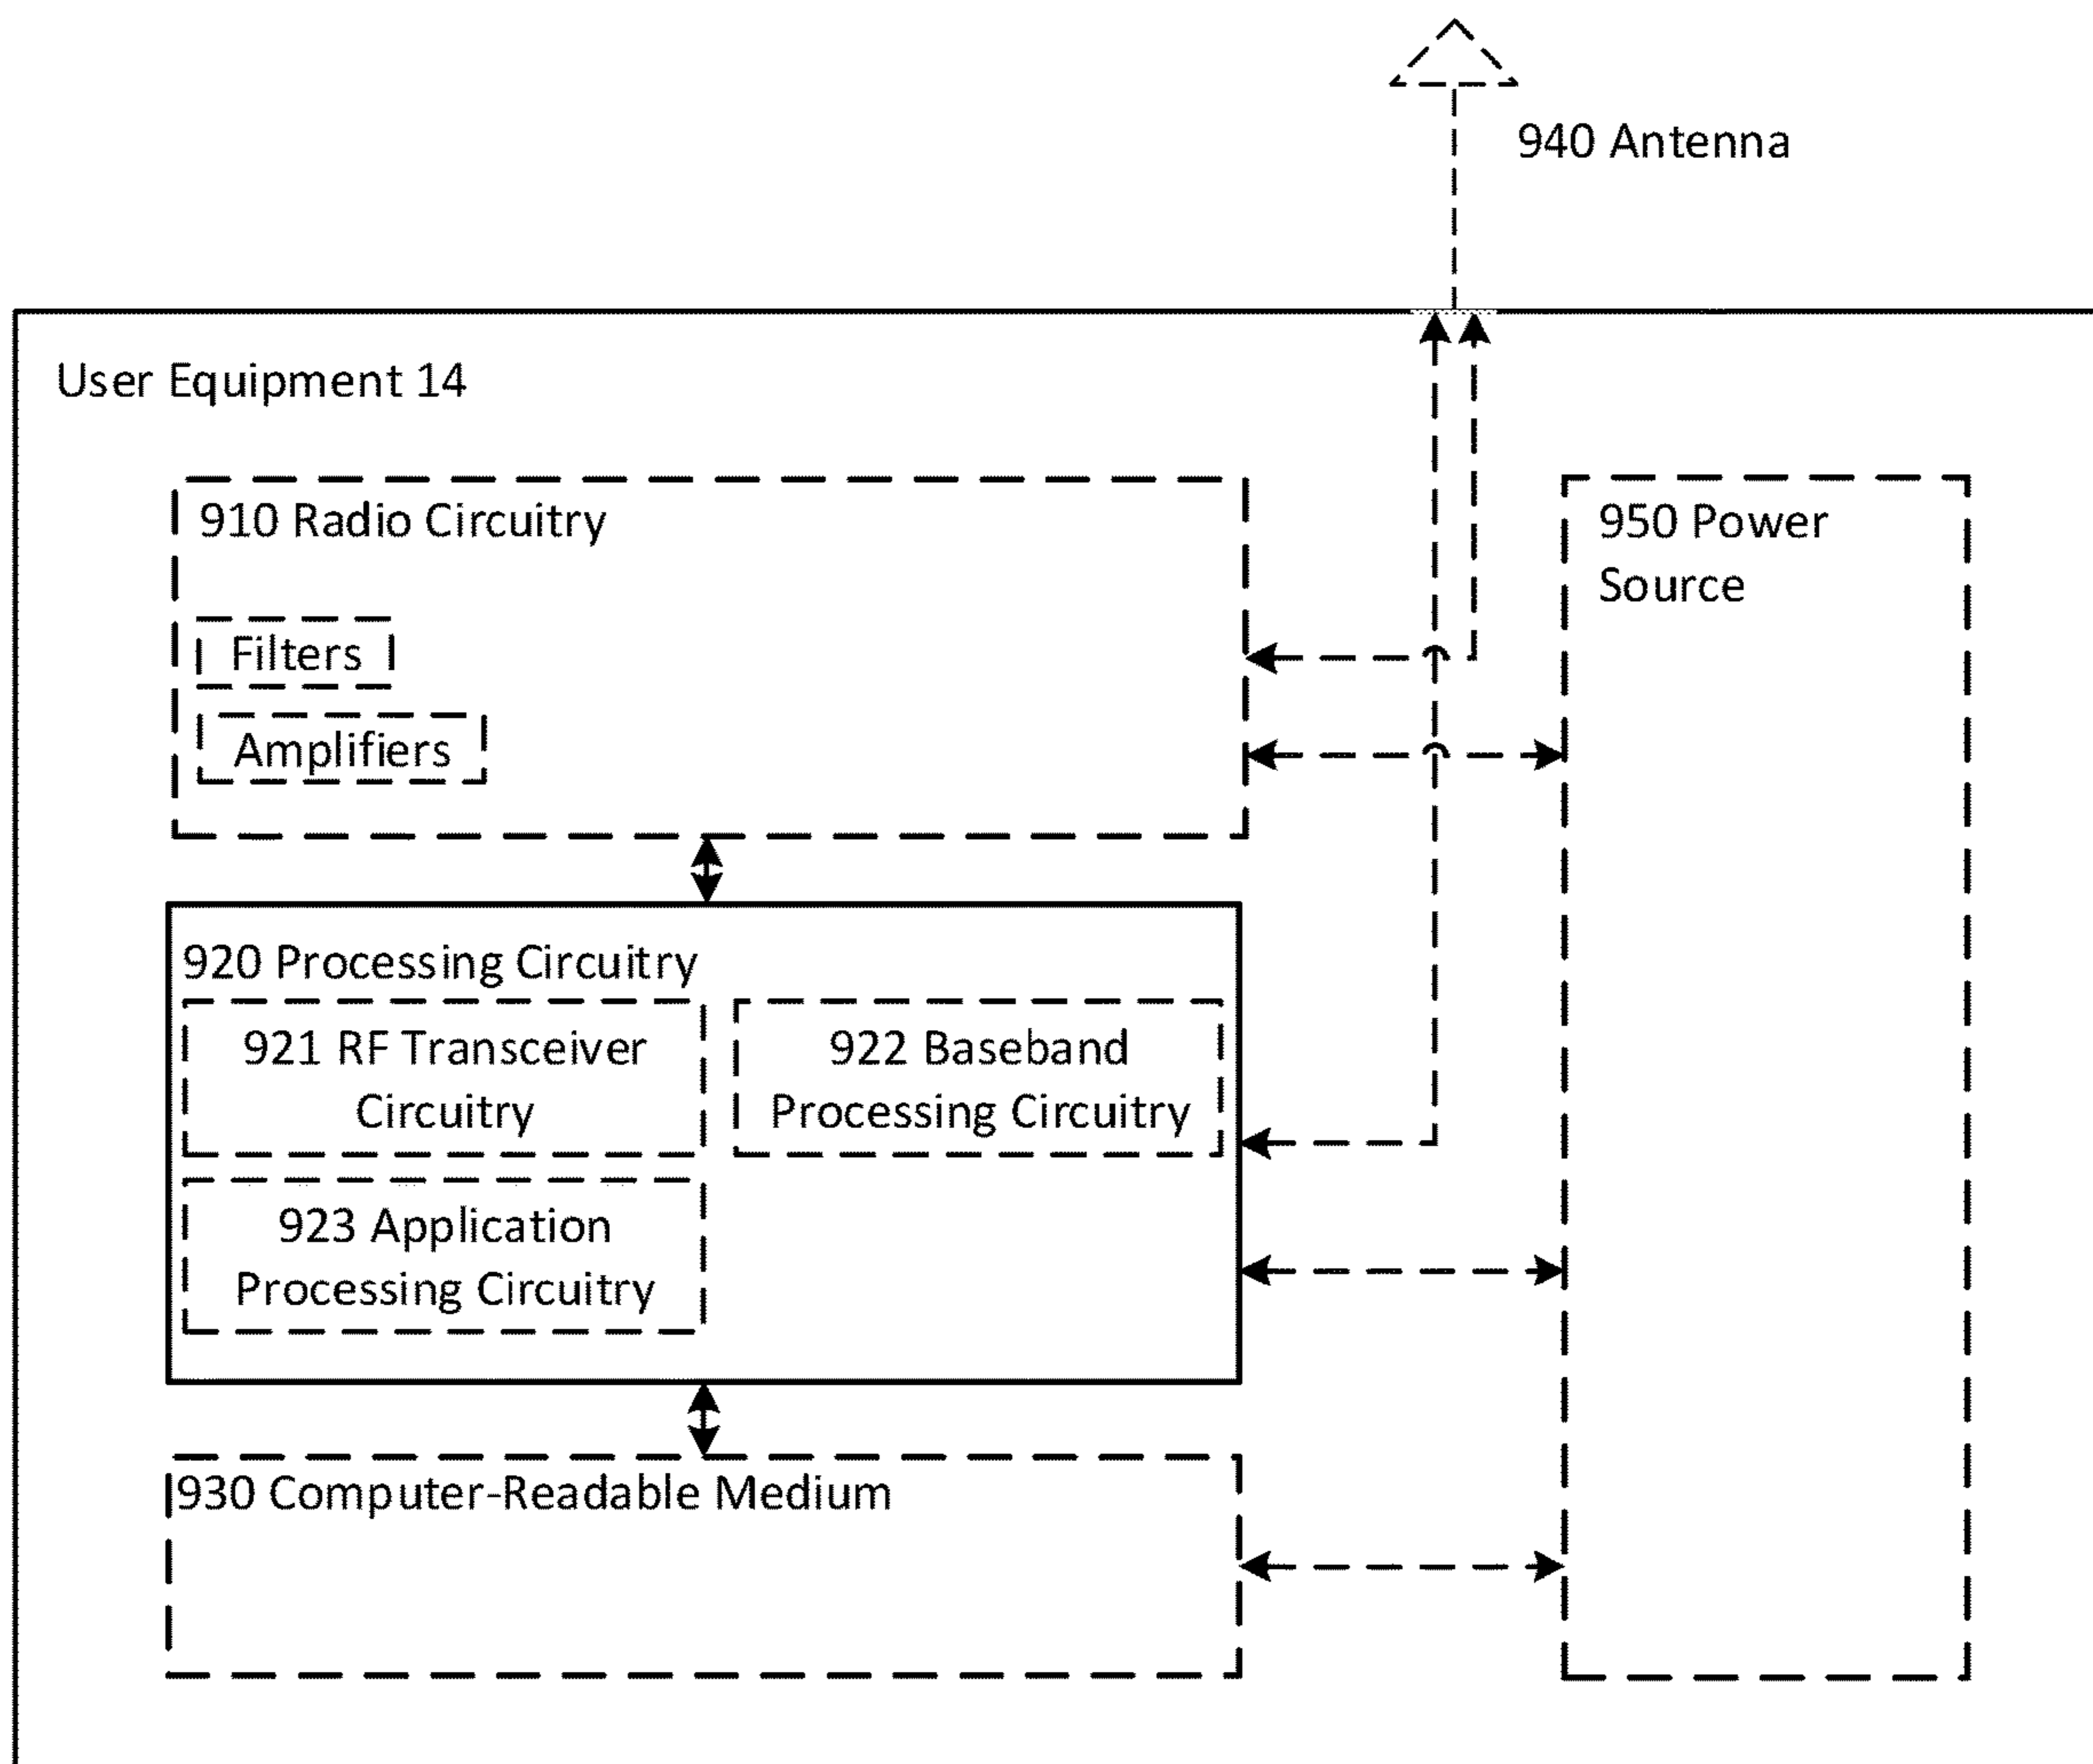 940 Antenna
User Equipment 14
910 Radio Circuitry
Filters
Amplifiers
950 Power
Source
920 Processing Circuitry
921 RF Transceiver
Circuitry
922 Baseband
Processing Circuitry
923 Application
Processing Circuitry
930 Computer-Readable Medium